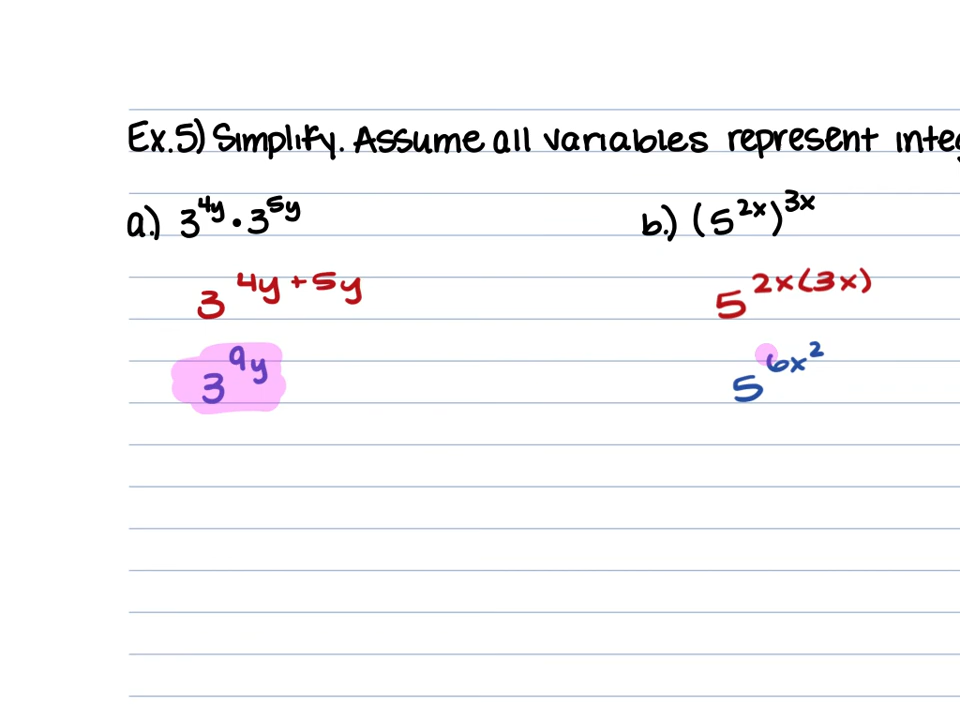 Ex.5) Simplify. Assume all variables represent
a.) 3^{4y} · 3^{5y}
b.) (5^{2x})^{3x}
3^{4y + 5y}
5^{2x(3x)}
3^{9y}
5^{6x^2}